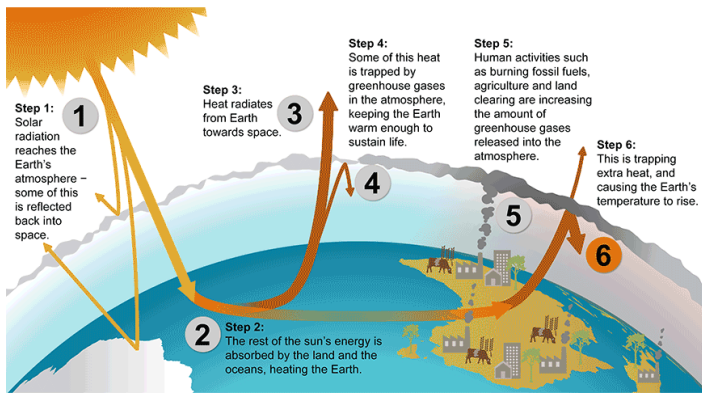 Step 1:
Solar
radiation
reaches the
Earth's
atmosphere –
some of this
is reflected
back into
space.
1
2
Step 2:
The rest of the sun's energy is
absorbed by the land and the
oceans, heating the Earth.
Step 3:
Heat radiates
from Earth
towards space.
3
Step 4:
Some of this heat
is trapped by
greenhouse gases
in the atmosphere,
keeping the Earth
warm enough to
sustain life.
4
Step 5:
Human activities such
as burning fossil fuels,
agriculture and land
clearing are increasing
the amount of
greenhouse gases
released into the
atmosphere.
5
Step 6:
This is trapping
extra heat, and
causing the Earth's
temperature to rise.
6